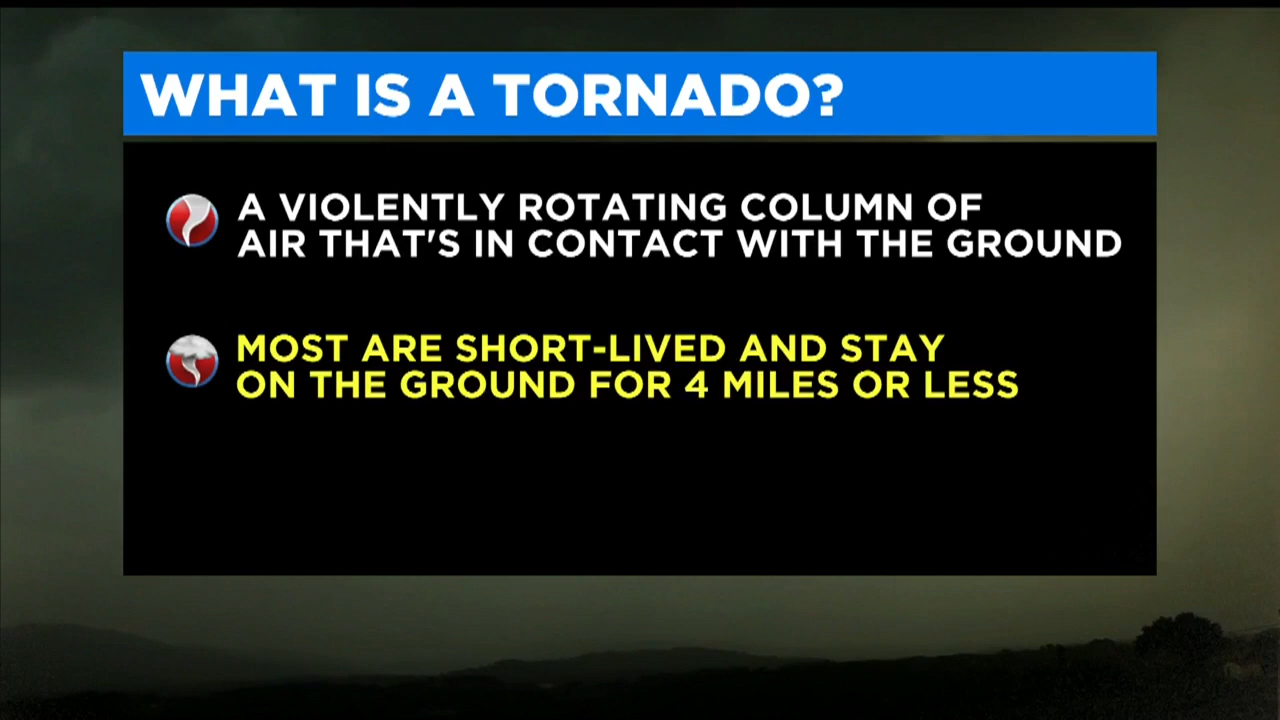 WHAT IS A TORNADO?
A VIOLENTLY ROTATING COLUMN OF
AIR THAT'S IN CONTACT WITH THE GROUND
MOST ARE SHORT-LIVED AND STAY
ON THE GROUND FOR 4 MILES OR LESS